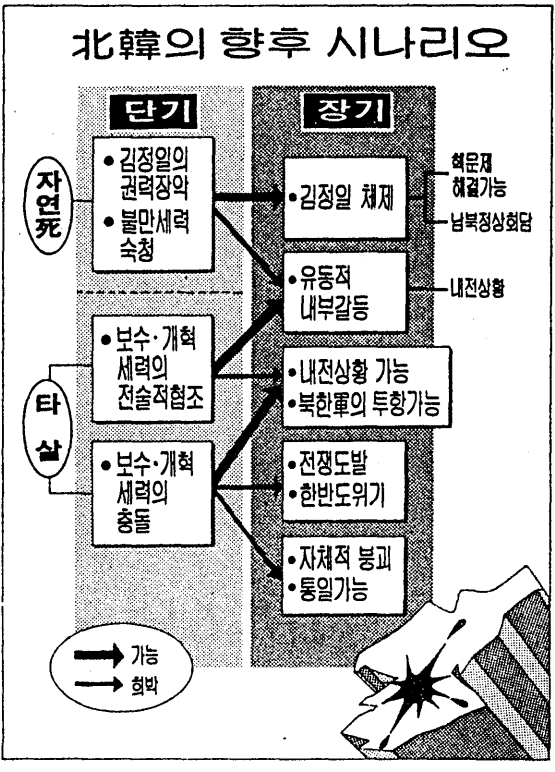 北韓의 향후 시나리오
단기
장기
자연死
• 김정일의
권력장악
• 불만세력
숙청
• 김정일 체제
핵문제
해결가능
남북정상회담
• 유동적
내부갈등
내전상황
타살
• 보수·개혁
세력의
전술적협조
• 내전상황 가능
• 북한軍의 투항가능
• 보수·개혁
세력의
충돌
• 전쟁도발
• 한반도위기
• 자체적 붕괴
• 통일가능
가능
희박